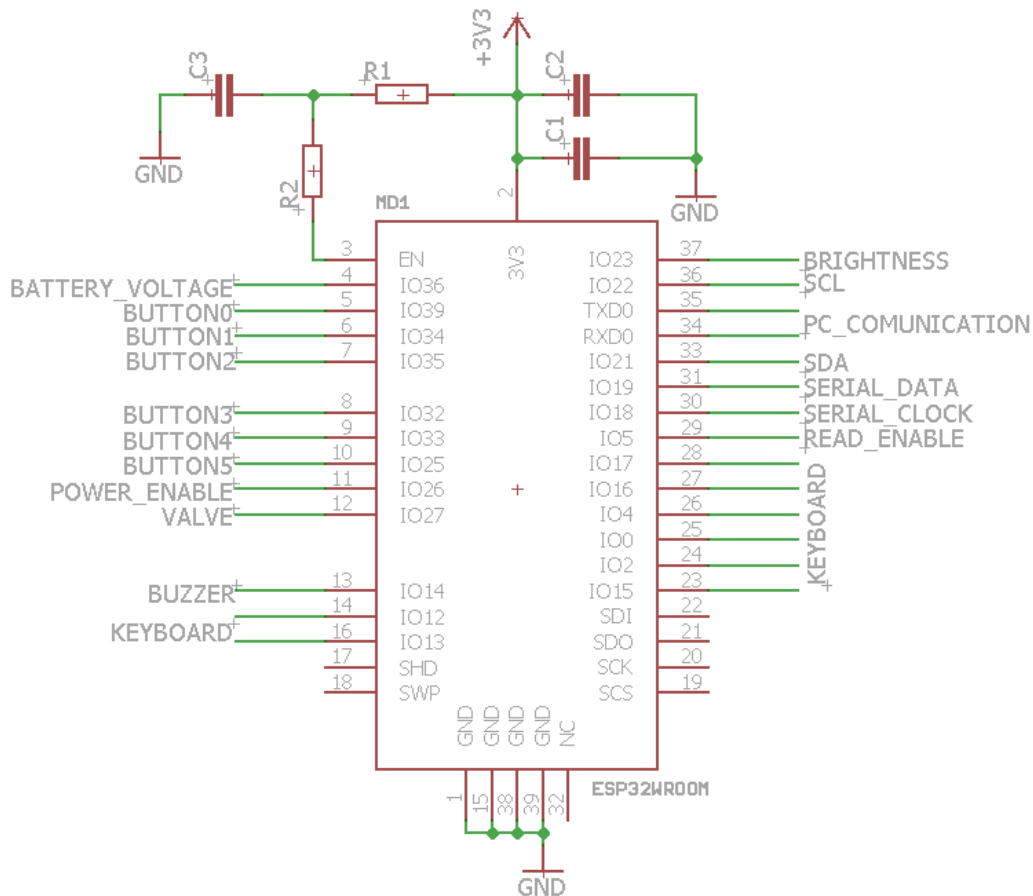 +3V3
C3
R1
C2
C1
GND
R2
2
GND
MD1
3V3
3 EN
4 IO36
5 IO39
6 IO34
7 IO35
8 IO32
9 IO33
10 IO25
11 IO26
12 IO27
13 IO14
14 IO12
16 IO13
17 SHD
18 SWP
BATTERY_VOLTAGE
BUTTON0
BUTTON1
BUTTON2
BUTTON3
BUTTON4
BUTTON5
POWER_ENABLE
VALVE
BUZZER
KEYBOARD
IO23 37
IO22 36
TXD0 35
RXD0 34
IO21 33
IO19 31
IO18 30
IO5 29
IO17 28
IO16 27
IO4 26
IO0 25
IO2 24
IO15 23
SDI 22
SDO 21
SCK 20
SCS 19
BRIGHTNESS
SCL
PC_COMUNICATION
SDA
SERIAL_DATA
SERIAL_CLOCK
READ_ENABLE
KEYBOARD
GND
GND
GND
GND
NC
ESP32WROOM
1
15
38
39
32
GND